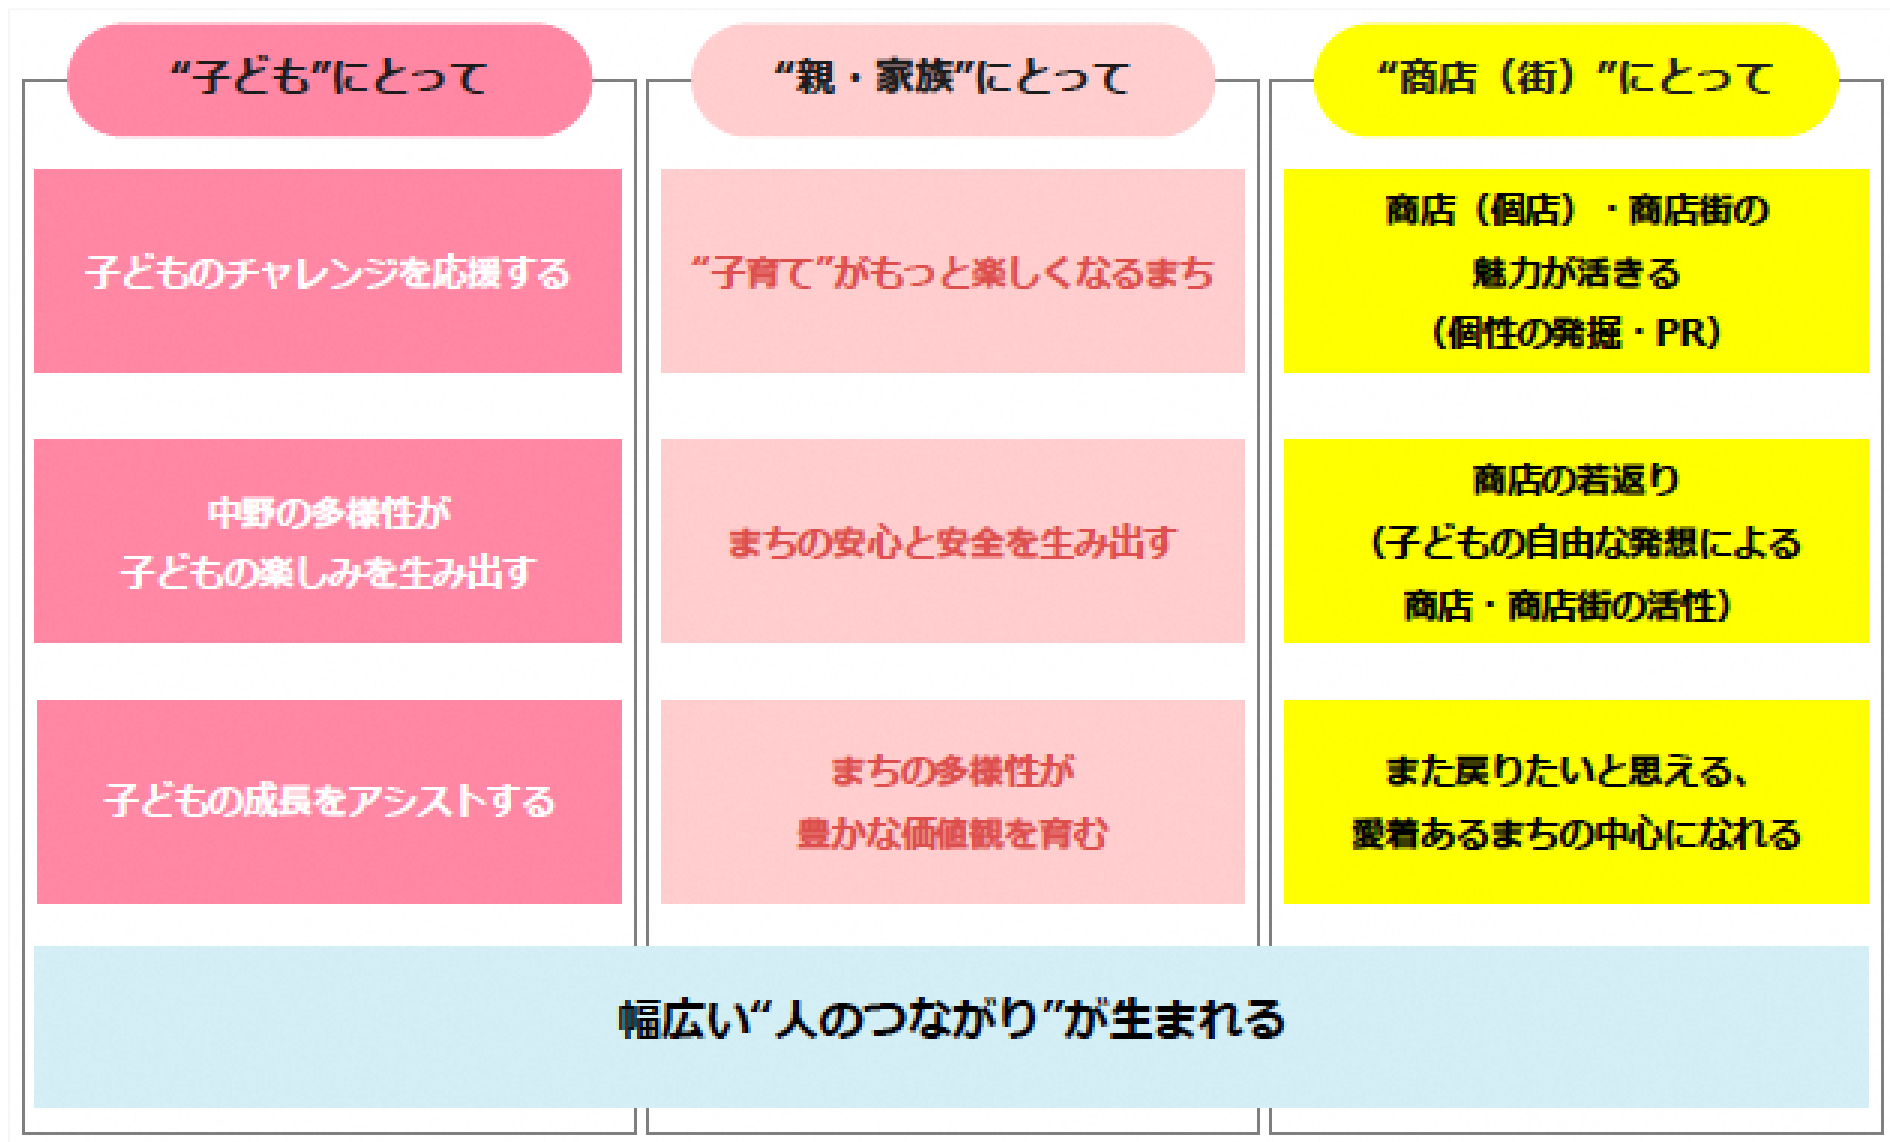 “子ども”にとって
子どものチャレンジを応援する
中野の多様性が
子どもの楽しみを生み出す
子どもの成長をアシストする
“親・家族”にとって
“子育て”がもっと楽しくなるまち
まちの安心と安全を生み出す
まちの多様性が
豊かな価値観を育む
“商店（街）”にとって
商店（個店）・商店街の
魅力が活きる
（個性の発掘・PR）
商店の若返り
（子どもの自由な発想による
商店・商店街の活性）
また戻りたいと思える、
愛着あるまちの中心になれる
幅広い“人のつながり”が生まれる